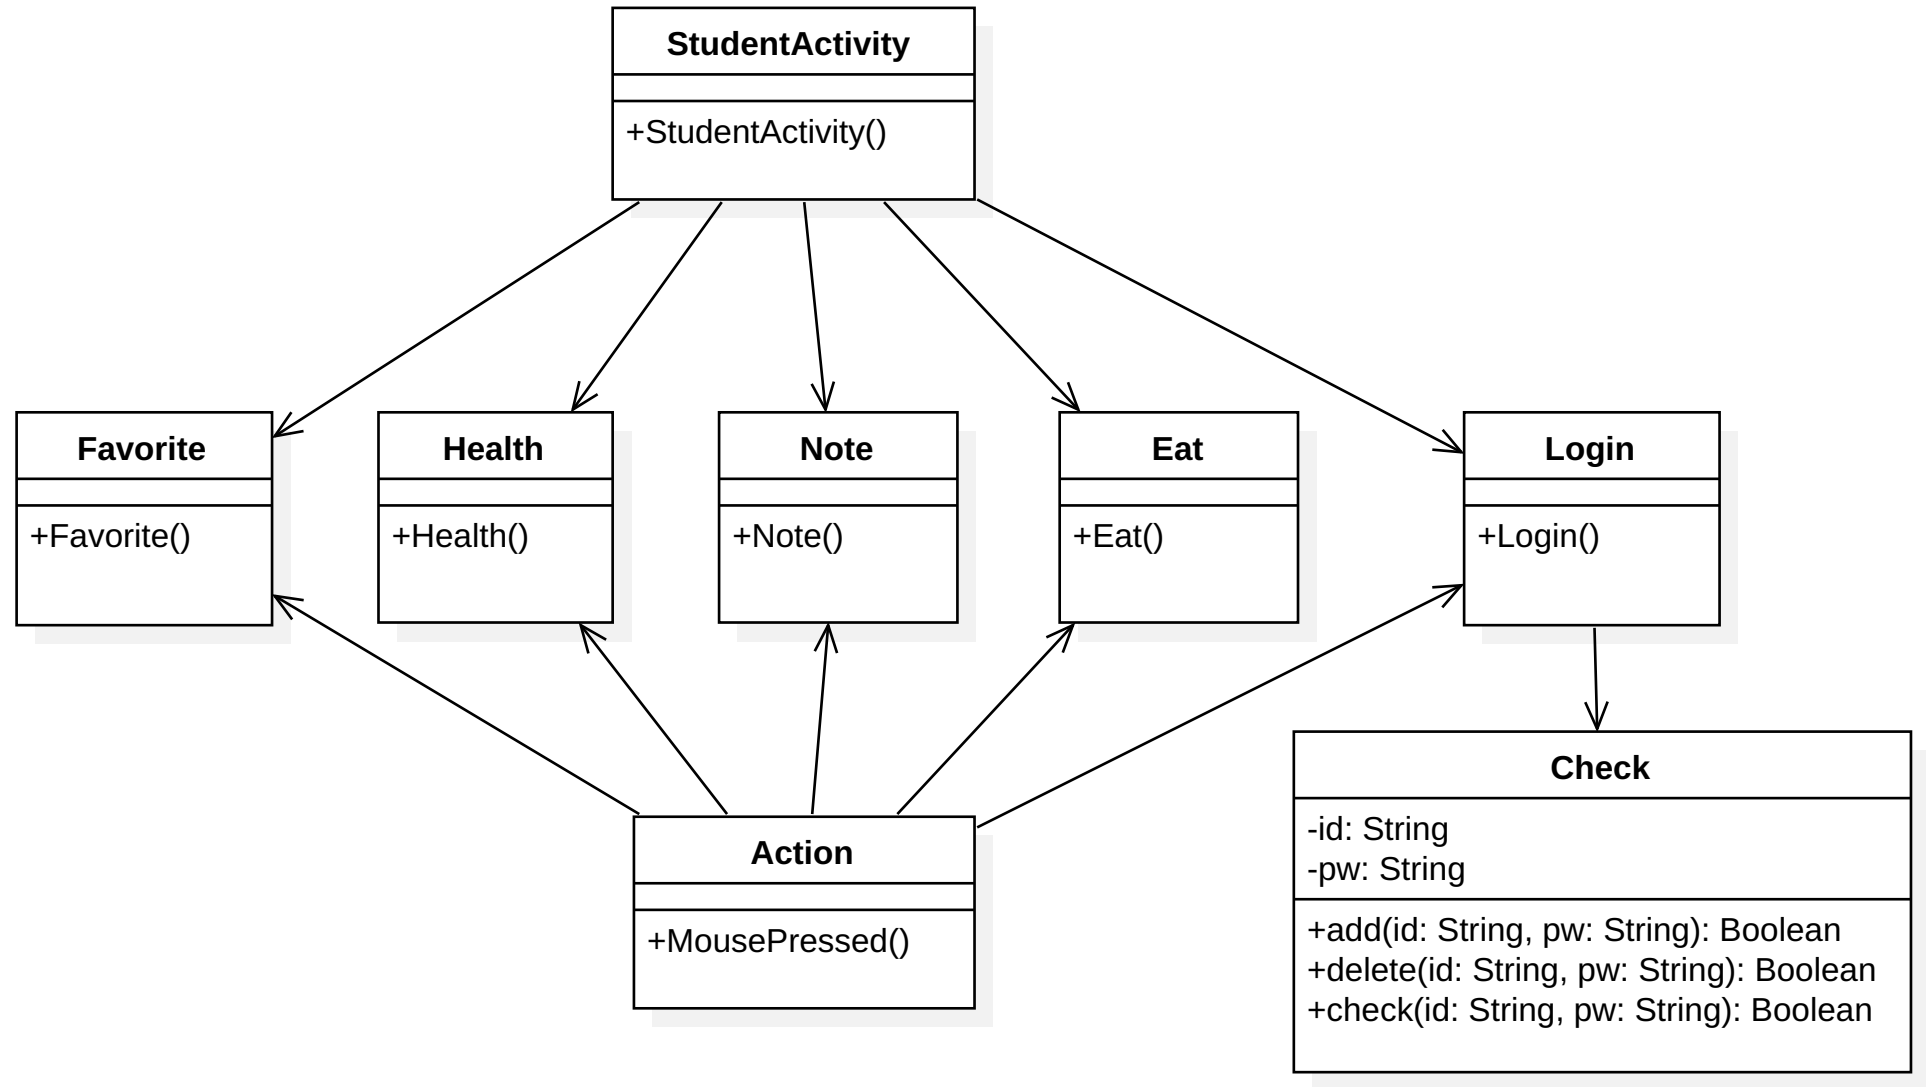 StudentActivity
+StudentActivity()
Favorite
+Favorite()
Health
+Health()
Note
+Note()
Eat
+Eat()
Login
+Login()
Action
+MousePressed()
Check
-id: String
-pw: String
+add(id: String, pw: String): Boolean
+delete(id: String, pw: String): Boolean
+check(id: String, pw: String): Boolean